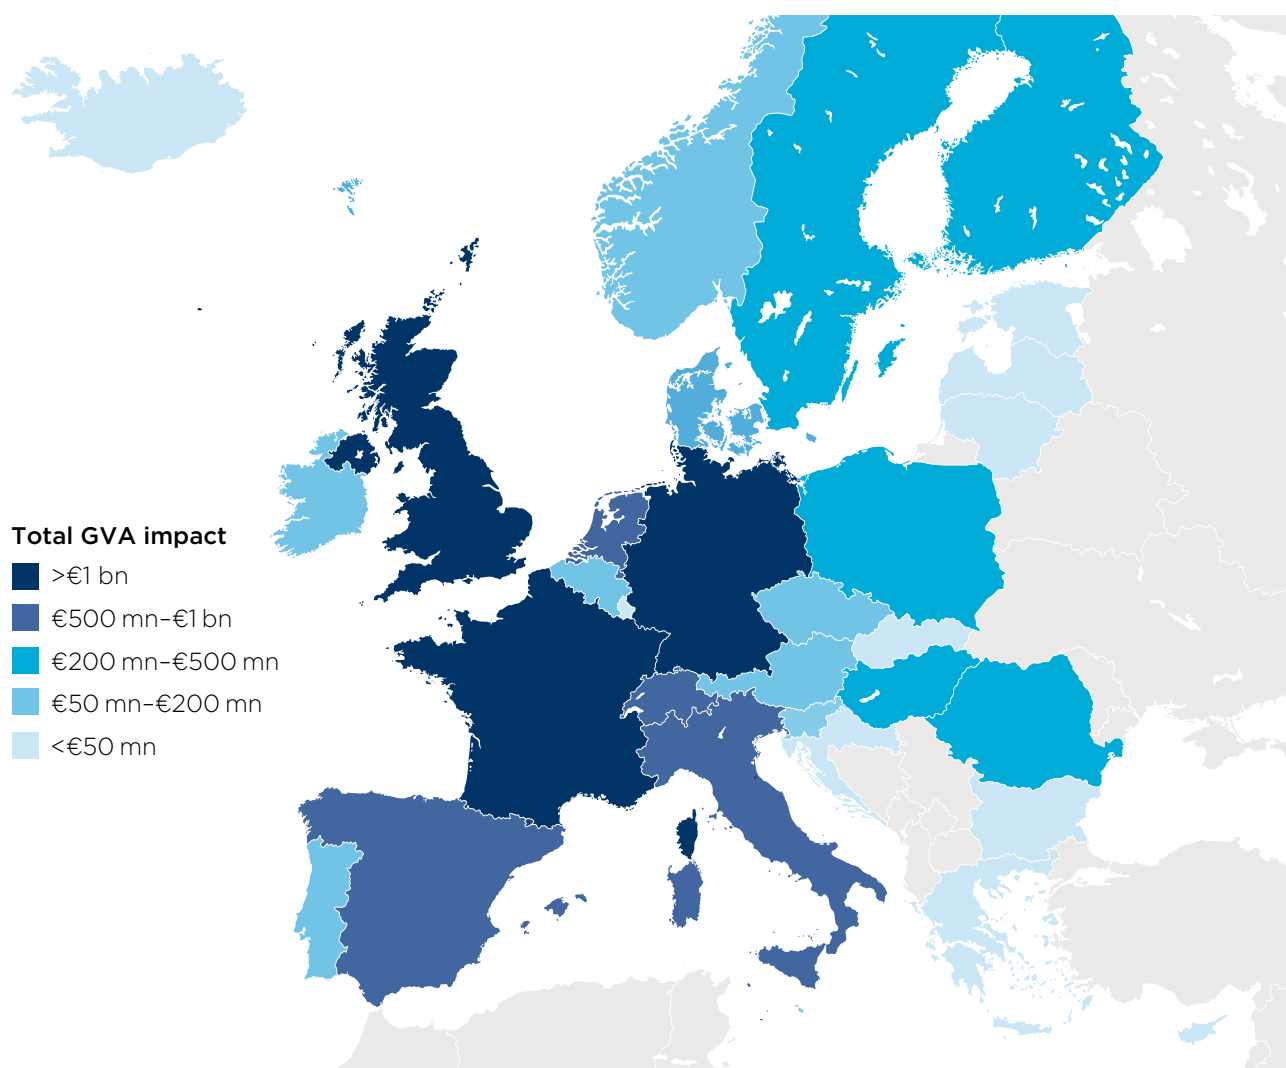 Total GVA impact
>€1 bn
€500 mn–€1 bn
€200 mn–€500 mn
€50 mn–€200 mn
<€50 mn